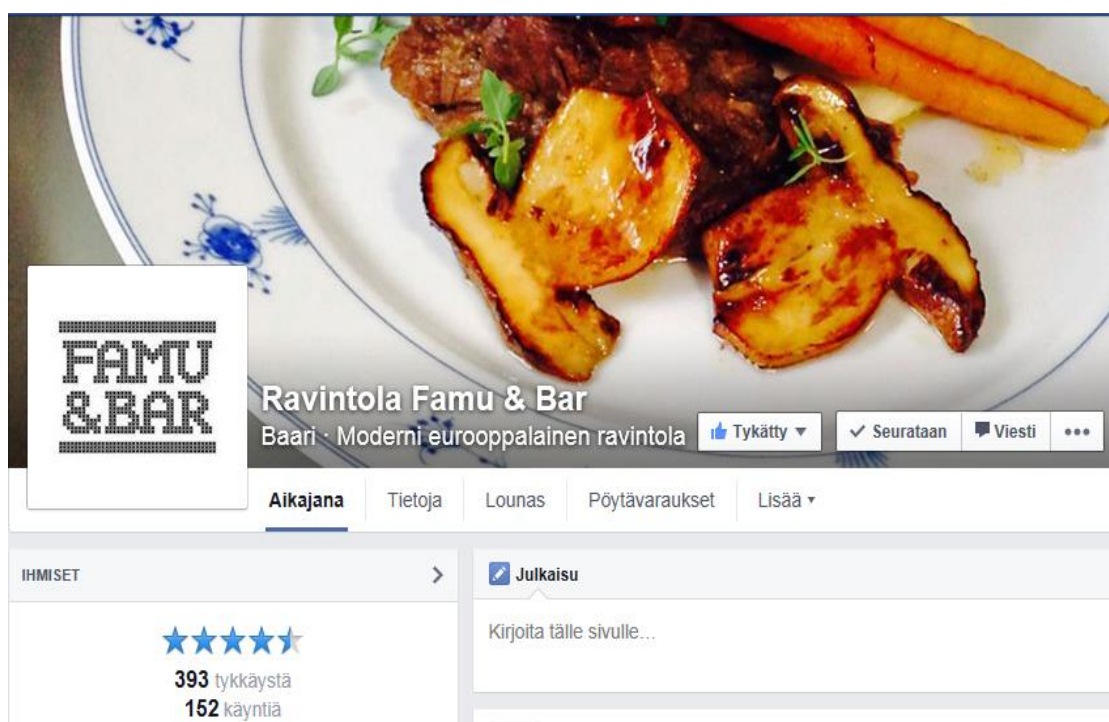 FAMU
&BAR
Ravintola Famu & Bar
Baari · Moderni eurooppalainen ravintola
Tykätty
Seurataan
Viesti
Aikajana
Tietoja
Lounas
Pöytävaraukset
Lisää
IHMISET
393 tykkäystä
152 käyntiä
Julkaisu
Kirjoita tälle sivulle...